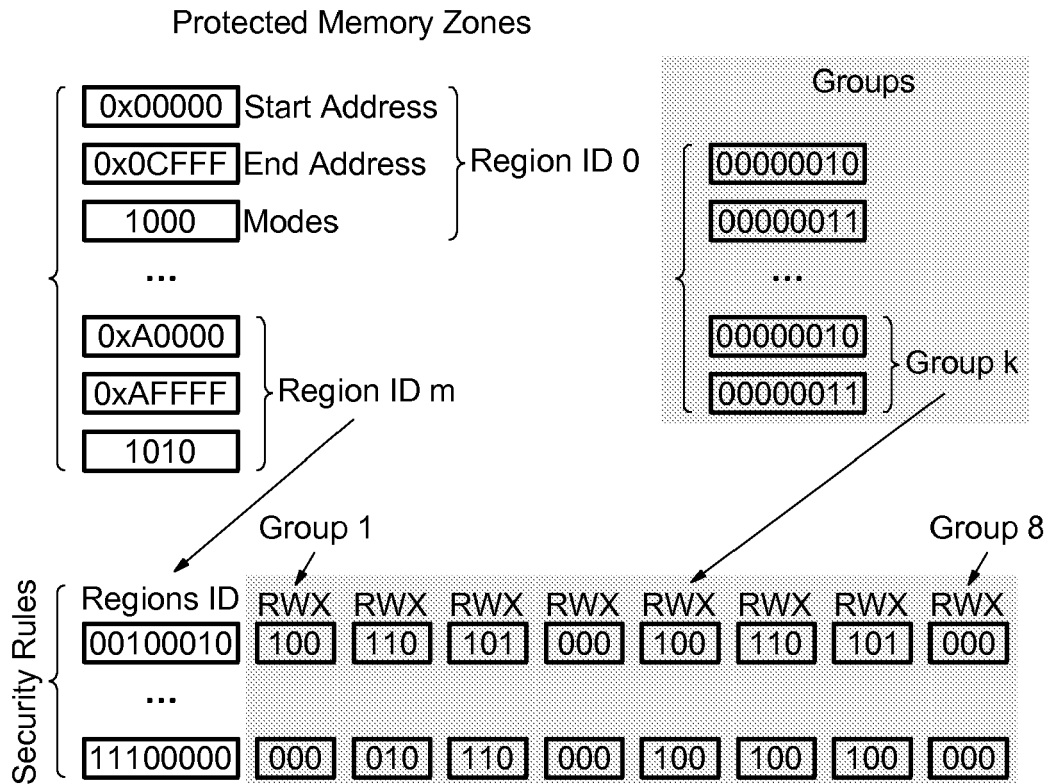 Protected Memory Zones
0x00000 Start Address
0x0CFFF End Address
1000 Modes
Region ID 0
...
0xA0000
0xAFFFF
1010
Region ID m
Groups
00000010
00000011
...
00000010
00000011
Group k
Group 1
Group 8
Security Rules
Regions ID RWX RWX RWX RWX RWX RWX RWX RWX
00100010 100 110 101 000 100 110 101 000
...
11100000 000 010 110 000 100 100 100 000